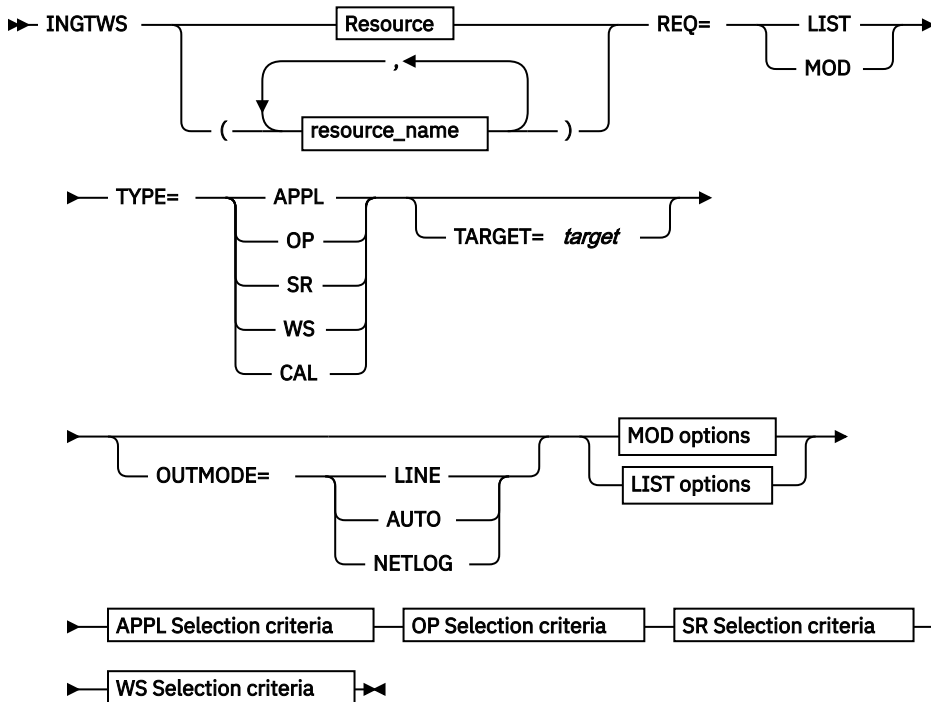 INGTWS Resource REQ= LIST
, MOD
( resource_name )
TYPE= APPL
OP TARGET= target
SR
WS
CAL
MOD options
OUTMODE= LINE LIST options
AUTO
NETLOG
APPL Selection criteria OP Selection criteria SR Selection criteria
WS Selection criteria